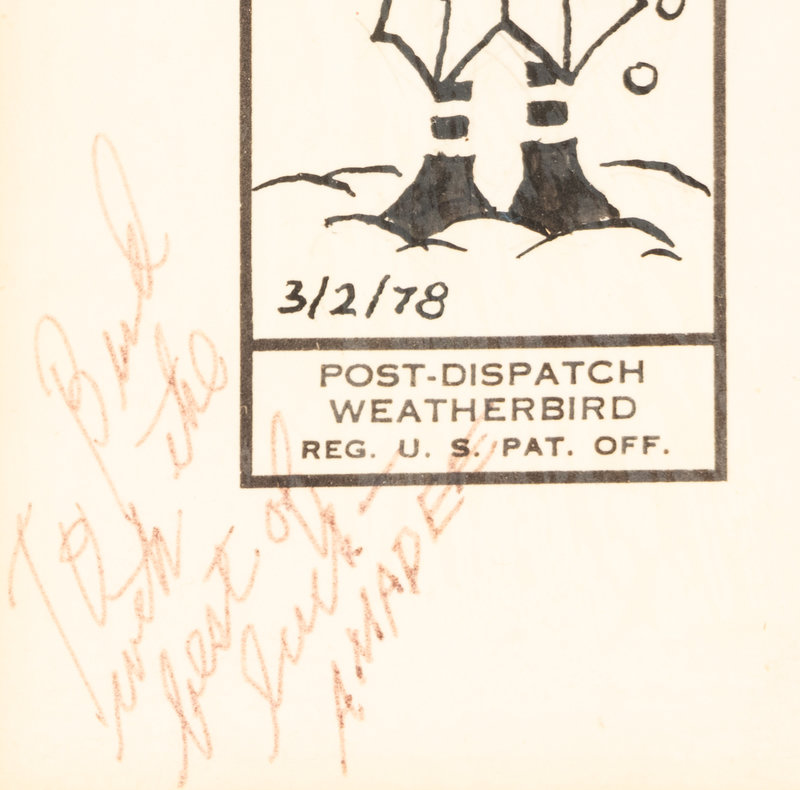 3/2/78
POST-DISPATCH
WEATHERBIRD
REG. U. S. PAT. OFF.
To Bud
with the
best of
luck—
AMADEE